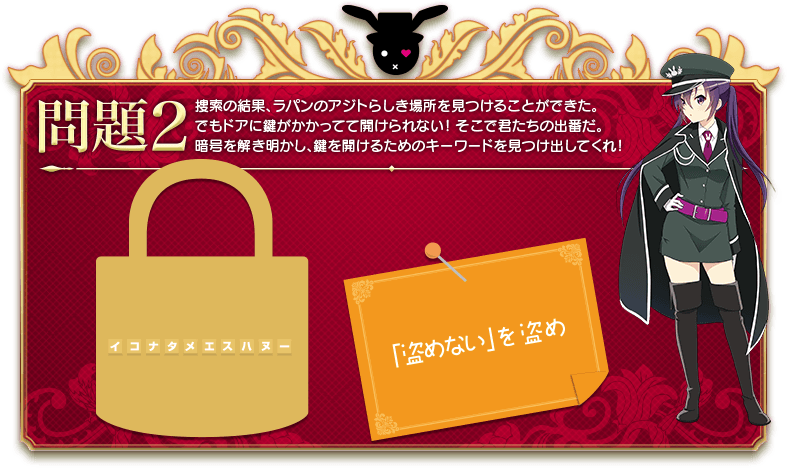 問題2
捜索の結果、ラパンのアジトらしき場所を見つけることができた。
でもドアに鍵がかかってて開けられない！そこで君たちの出番だ。
暗号を解き明かし、鍵を開けるためのキーワードを見つけ出してくれ！
イコナタメエスハヌー
「盗めない」を盗め